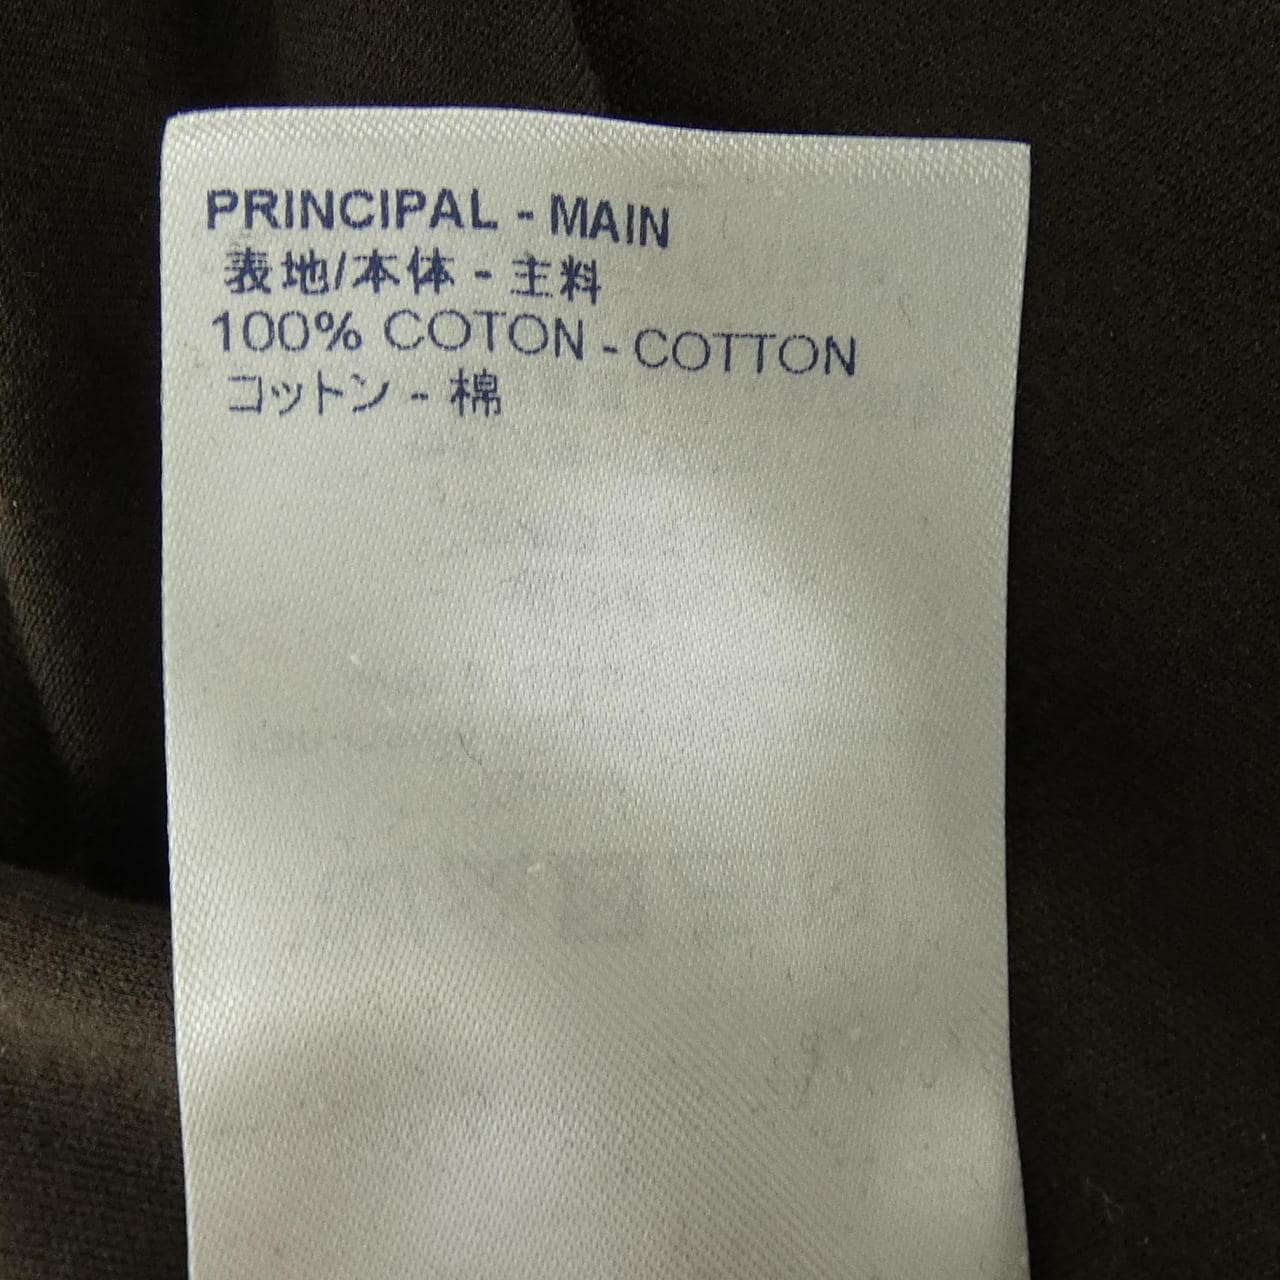 PRINCIPAL - MAIN
表地/本体 - 主料
100% COTON - COTTON
コットン - 棉